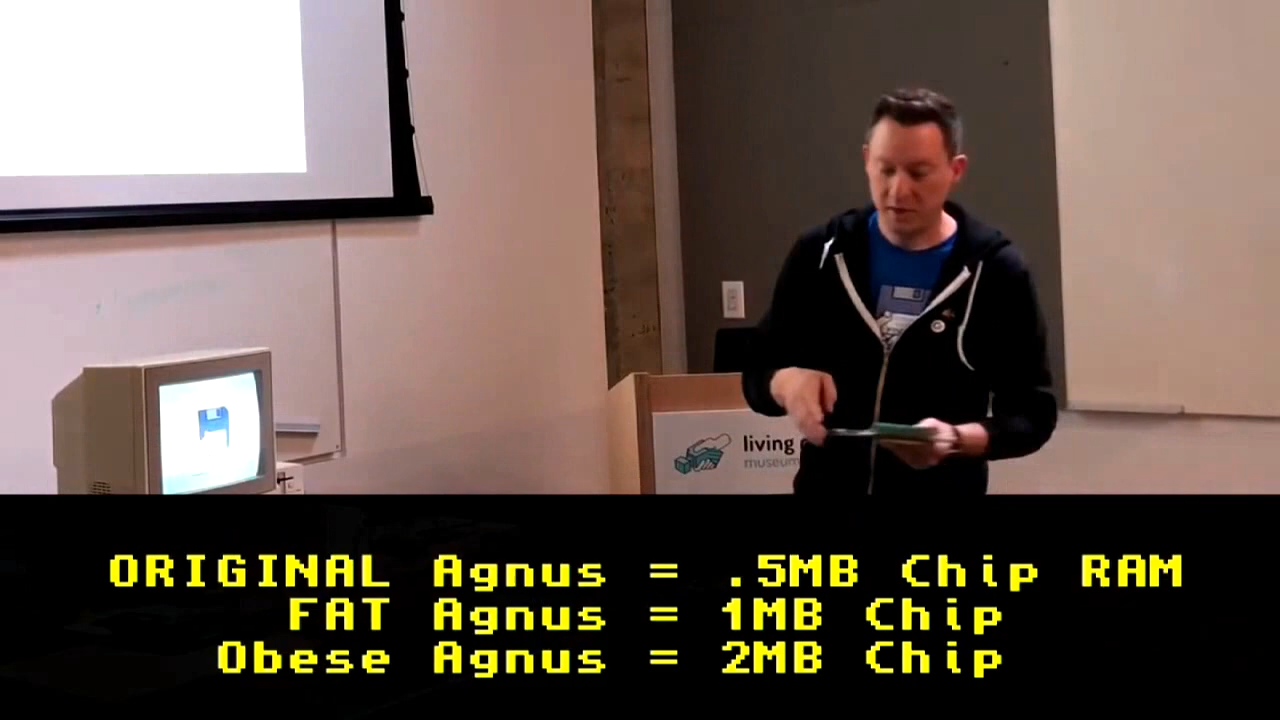 living
museum
ORIGINAL Agnus = .5MB Chip RAM
FAT Agnus = 1MB Chip
Obese Agnus = 2MB Chip